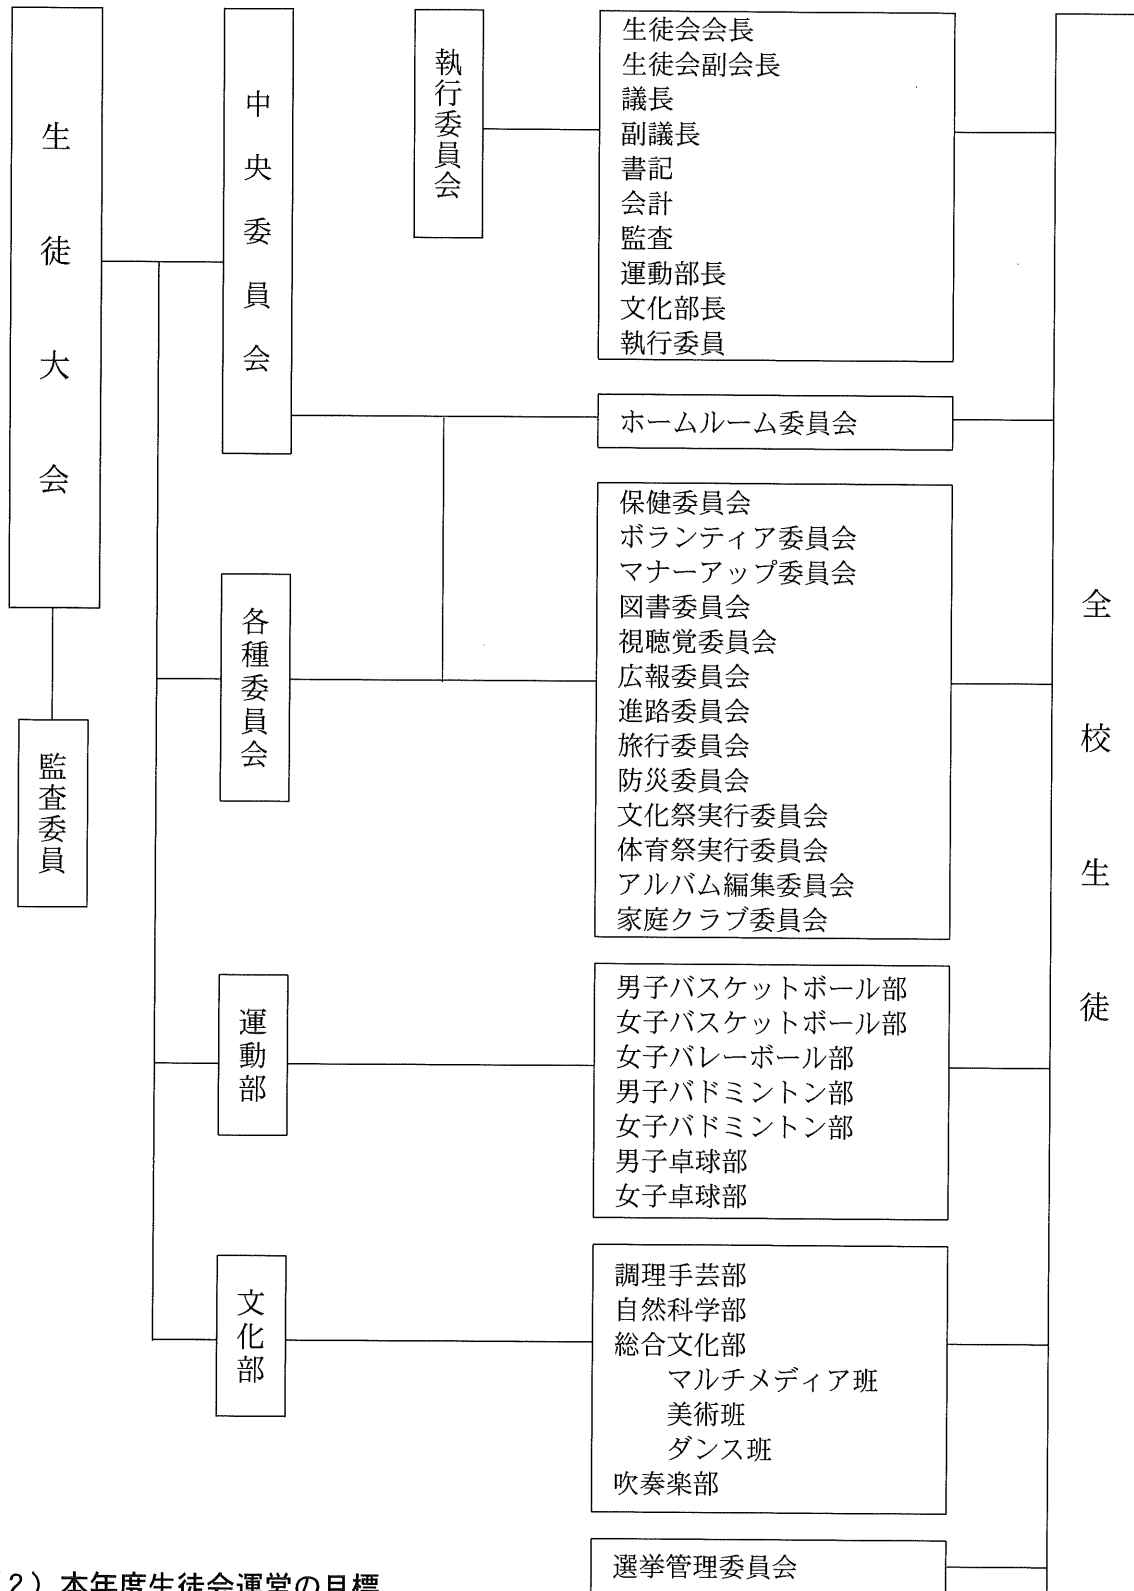 生徒大会
監査委員
中央委員会
各種委員会
運動部
文化部
執行委員会
生徒会会長
生徒会副会長
議長
副議長
書記
会計
監査
運動部長
文化部長
執行委員
ホームルーム委員会
保健委員会
ボランティア委員会
マナーアップ委員会
図書委員会
視聴覚委員会
広報委員会
進路委員会
旅行委員会
防災委員会
文化祭実行委員会
体育祭実行委員会
アルバム編集委員会
家庭クラブ委員会
男子バスケットボール部
女子バスケットボール部
女子バレーボール部
男子バドミントン部
女子バドミントン部
男子卓球部
女子卓球部
調理手芸部
自然科学部
総合文化部
マルチメディア班
美術班
ダンス班
吹奏楽部
選挙管理委員会
全校生徒
2）本年度生徒会運営の目標